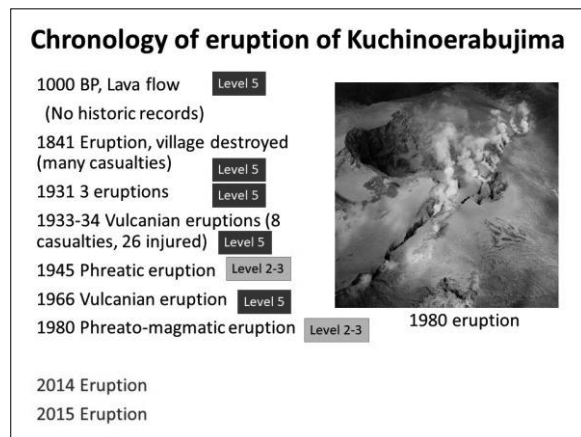 Chronology of eruption of Kuchinoerabujima
1000 BP, Lava flow Level 5
(No historic records)
1841 Eruption, village destroyed
(many casualties) Level 5
1931 3 eruptions Level 5
1933-34 Vulcanian eruptions (8
casualties, 26 injured) Level 5
1945 Phreatic eruption Level 2-3
1966 Vulcanian eruption Level 5
1980 Phreato-magmatic eruption Level 2-3
1980 eruption
2014 Eruption
2015 Eruption